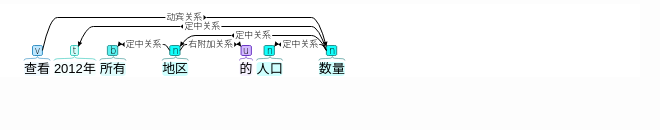 动宾关系
定中关系
定中关系
定中关系 右附加关系 定中关系
v t b n u n n
查看 2012年 所有 地区 的 人口 数量